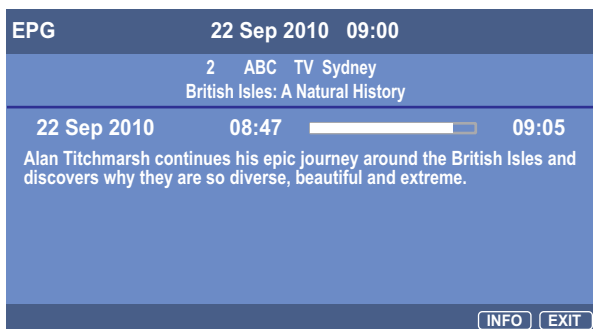 EPG 22 Sep 2010 09:00
2 ABC TV Sydney
British Isles: A Natural History
22 Sep 2010 08:47 09:05
Alan Titchmarsh continues his epic journey around the British Isles and
discovers why they are so diverse, beautiful and extreme.
INFO EXIT